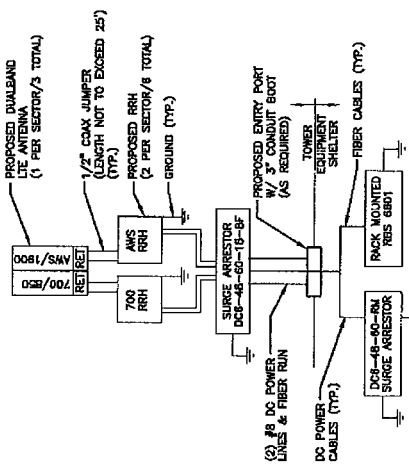 PROPOSED DUALBAND
LTE ANTENNA
(1 PER SECTOR/3 TOTAL)
1/2" COAX JUMPER
(LENGTH NOT TO EXCEED 25')
(TYP.)
PROPOSED RRH
(2 PER SECTOR/6 TOTAL)
GROUND (TYP.)
700/850
AWS/1900
RET
RET
700
RRH
AWS
RRH
SURGE ARRESTOR
DC6-48-60-18-8F
PROPOSED ENTRY PORT
W/ 3" CONDUIT BOOT
(AS REQUIRED)
(2) #8 DC POWER
LINES & FIBER RUN
TOWER
EQUIPMENT
SHELTER
DC POWER
CABLES (TYP.)
FIBER CABLES (TYP.)
DC6-48-60-RM
SURGE ARRESTOR
RACK MOUNTED
RBS 6601